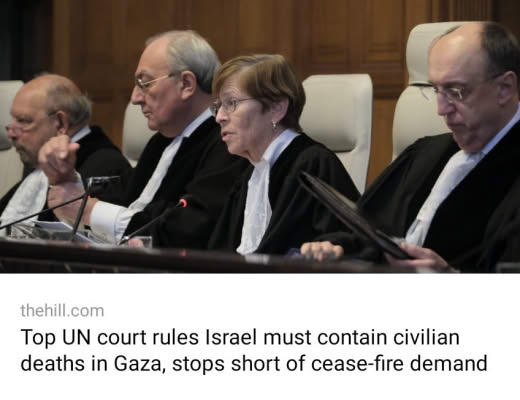 thehill.com
Top UN court rules Israel must contain civilian
deaths in Gaza, stops short of cease-fire demand